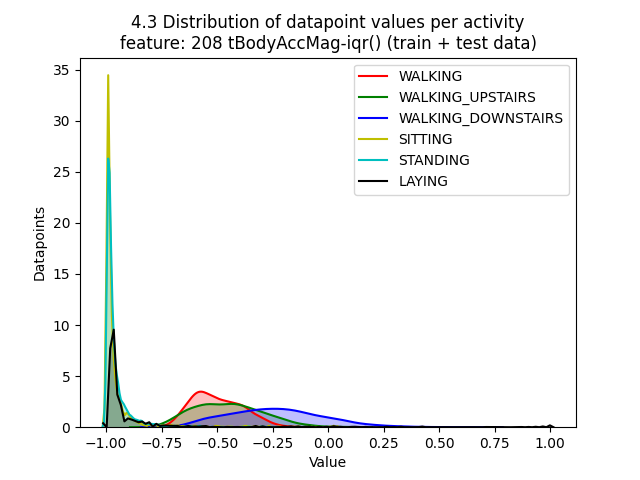 4.3 Distribution of datapoint values per activity
feature: 208 tBodyAccMag-iqr() (train + test data)
WALKING
WALKING_UPSTAIRS
WALKING_DOWNSTAIRS
SITTING
STANDING
LAYING
Datapoints
35
30
25
20
15
10
5
0
−1.00 −0.75 −0.50 −0.25 0.00 0.25 0.50 0.75 1.00
Value